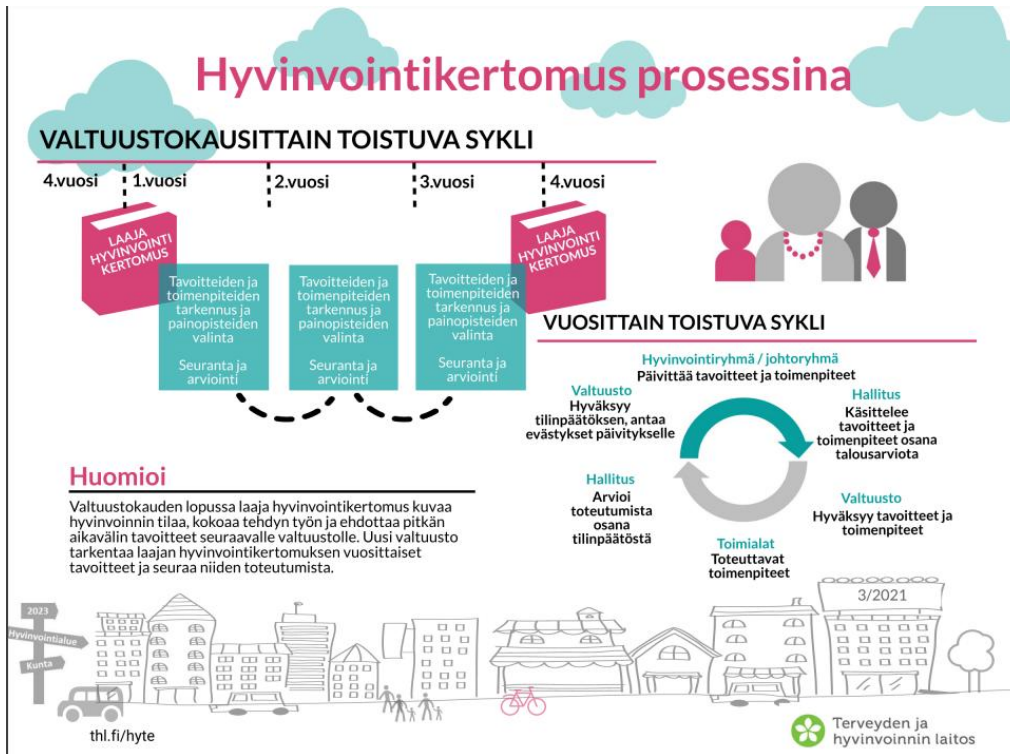 Hyvinvointikertomus prosessina
VALTUUSTOKAUSITTAIN TOISTUVA SYKLI
4.vuosi
1.vuosi
2.vuosi
3.vuosi
4.vuosi
LAAJA
HYVINVOINTI
KERTOMUS
LAAJA
HYVINVOINTI
KERTOMUS
Tavoitteiden ja
toimenpiteiden
tarkennus ja
painopisteiden
valinta
Seuranta ja
arviointi
Tavoitteiden ja
toimenpiteiden
tarkennus ja
painopisteiden
valinta
Seuranta ja
arviointi
Tavoitteiden ja
toimenpiteiden
tarkennus ja
painopisteiden
valinta
Seuranta ja
arviointi
VUOSITTAIN TOISTUVA SYKLI
Hyvinvointiryhmä / johtoryhmä
Päivittää tavoitteet ja toimenpiteet
Hallitus
Käsittelee
tavoitteet ja
toimenpiteet osana
talousarviota
Valtuusto
Hyväksyy tavoitteet ja
toimenpiteet
Toimialat
Toteuttavat
toimenpiteet
Hallitus
Arvioi
toteutumista
osana
tilinpäätöstä
Valtuusto
Hyväksyy
tilinpäätöksen, antaa
evästykset päivitykselle
Huomioi
Valtuustokauden lopussa laaja hyvinvointikertomus kuvaa
hyvinvoinnin tilaa, kokoaa tehdyn työn ja ehdottaa pitkän
aikavälin tavoitteet seuraavalle valtuustolle. Uusi valtuusto
tarkentaa laajan hyvinvointikertomuksen vuosittaiset
tavoitteet ja seuraa niiden toteutumista.
2023
Hyvinvointialue
Kunta
3/2021
thl.fi/hyte
Terveyden ja
hyvinvoinnin laitos